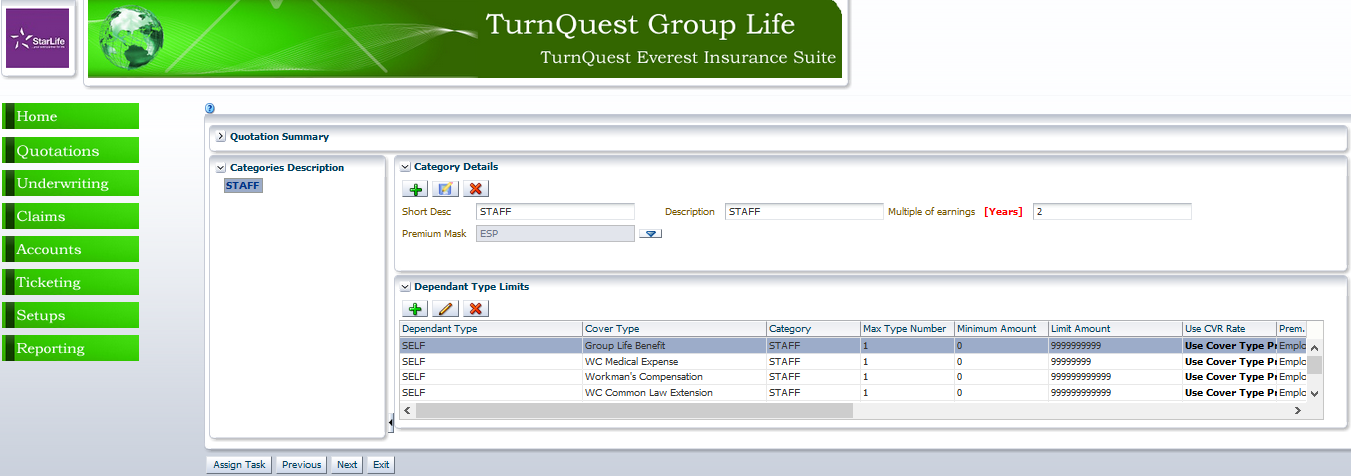 StarLife
TurnQuest Group Life
TurnQuest Everest Insurance Suite
Home
Quotations
Underwriting
Claims
Accounts
Ticketing
Setups
Reporting
?
Quotation Summary
Categories Description
STAFF
Category Details
Short Desc STAFF Description STAFF Multiple of earnings [Years] 2
Premium Mask ESP
Dependant Type Limits
Dependant Type Cover Type Category Max Type Number Minimum Amount Limit Amount Use CVR Rate Prem.
SELF Group Life Benefit STAFF 1 0 9999999999 Use Cover Type Pr Emplo
SELF WC Medical Expense STAFF 1 0 99999999 Use Cover Type Pr Emplo
SELF Workman's Compensation STAFF 1 0 999999999999 Use Cover Type Pr Emplo
SELF WC Common Law Extension STAFF 1 0 999999999999 Use Cover Type Pr Emplo
Assign Task Previous Next Exit